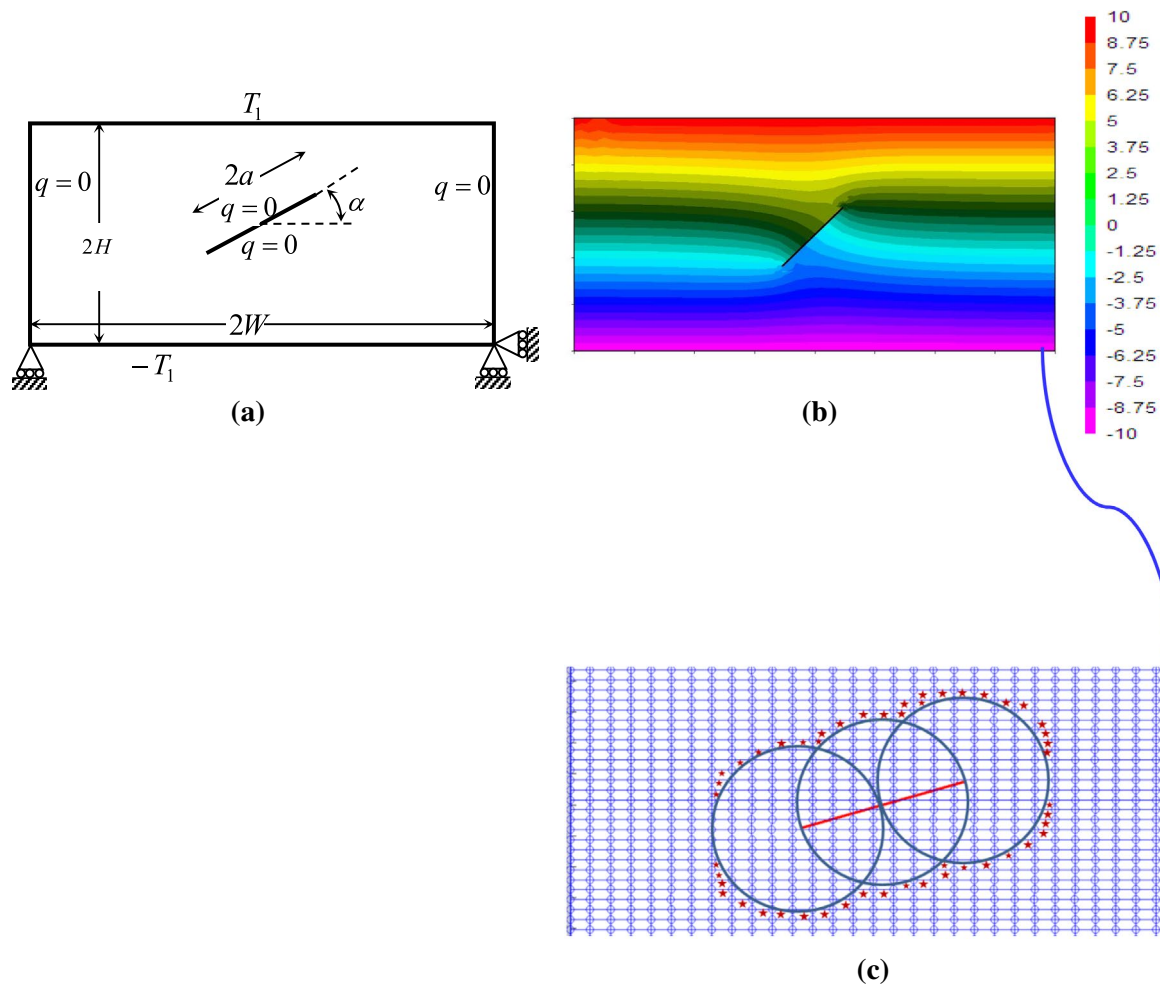 T₁
q = 0
2a
q = 0
q = 0
α
q = 0
2H
2W
−T₁
(a)
10
8.75
7.5
6.25
5
3.75
2.5
1.25
0
-1.25
-2.5
-3.75
-5
-6.25
-7.5
-8.75
-10
(b)
(c)